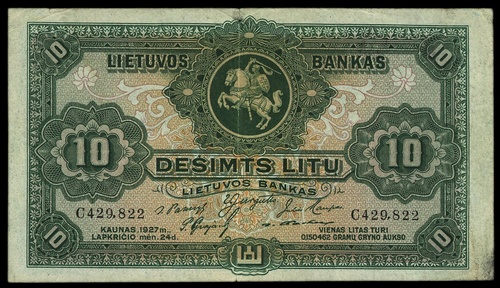 10 10
LIETUVOS BANKAS
10 10
DEŠIMTS LITŲ
LIETUVOS BANKAS
C429,822 C429,822
KAUNAS, 1927 m.
LAPKRIČIO mėn. 24d.
VIENAS LITAS TURI
0,150462 GRAMŲ GRYNO AUKSO
10 10